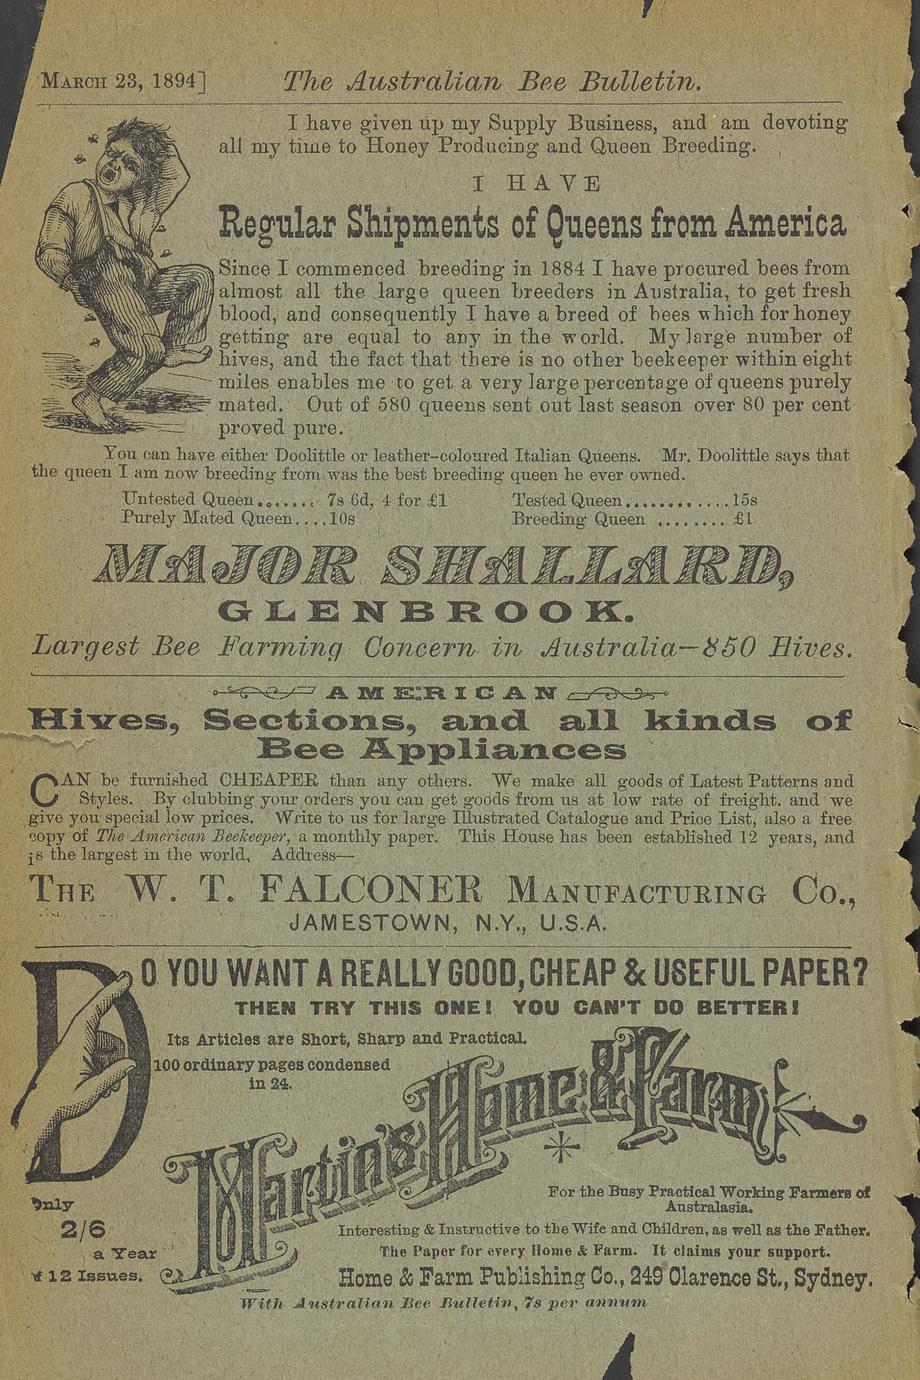 MARCH 23, 1894] The Australian Bee Bulletin.
I have given up my Supply Business, and am devoting
all my time to Honey Producing and Queen Breeding.
I HAVE
Regular Shipments of Queens from America
Since I commenced breeding in 1884 I have procured bees from
almost all the large queen breeders in Australia, to get fresh
blood, and consequently I have a breed of bees which for honey
getting are equal to any in the world. My large number of
hives, and the fact that there is no other beekeeper within eight
miles enables me to get a very large percentage of queens purely
mated. Out of 580 queens sent out last season over 80 per cent
proved pure.
You can have either Doolittle or leather-coloured Italian Queens. Mr. Doolittle says that
the queen I am now breeding from was the best breeding queen he ever owned.
Untested Queen....... 7s 6d, 4 for £1 Tested Queen............15s
Purely Mated Queen....10s Breeding Queen ........ £1
MAJOR SHALLARD,
GLENBROOK.
Largest Bee Farming Concern in Australia—850 Hives.
AMERICAN
Hives, Sections, and all kinds of
Bee Appliances
CAN be furnished CHEAPER than any others. We make all goods of Latest Patterns and
Styles. By clubbing your orders you can get goods from us at low rate of freight. and we
give you special low prices. Write to us for large Illustrated Catalogue and Price List, also a free
copy of The American Beekeeper, a monthly paper. This House has been established 12 years, and
is the largest in the world, Address—
THE W. T. FALCONER MANUFACTURING CO.,
JAMESTOWN, N.Y., U.S.A.
DO YOU WANT A REALLY GOOD, CHEAP & USEFUL PAPER?
THEN TRY THIS ONE! YOU CAN'T DO BETTER!
Its Articles are Short, Sharp and Practical.
100 ordinary pages condensed
in 24.
Martin's Home & Farm
Only
2/6
a Year
of 12 Issues.
For the Busy Practical Working Farmers of
Australasia.
Interesting & Instructive to the Wife and Children, as well as the Father.
The Paper for every Home & Farm. It claims your support.
Home & Farm Publishing Co., 249 Clarence St., Sydney.
With Australian Bee Bulletin, 7s per annum